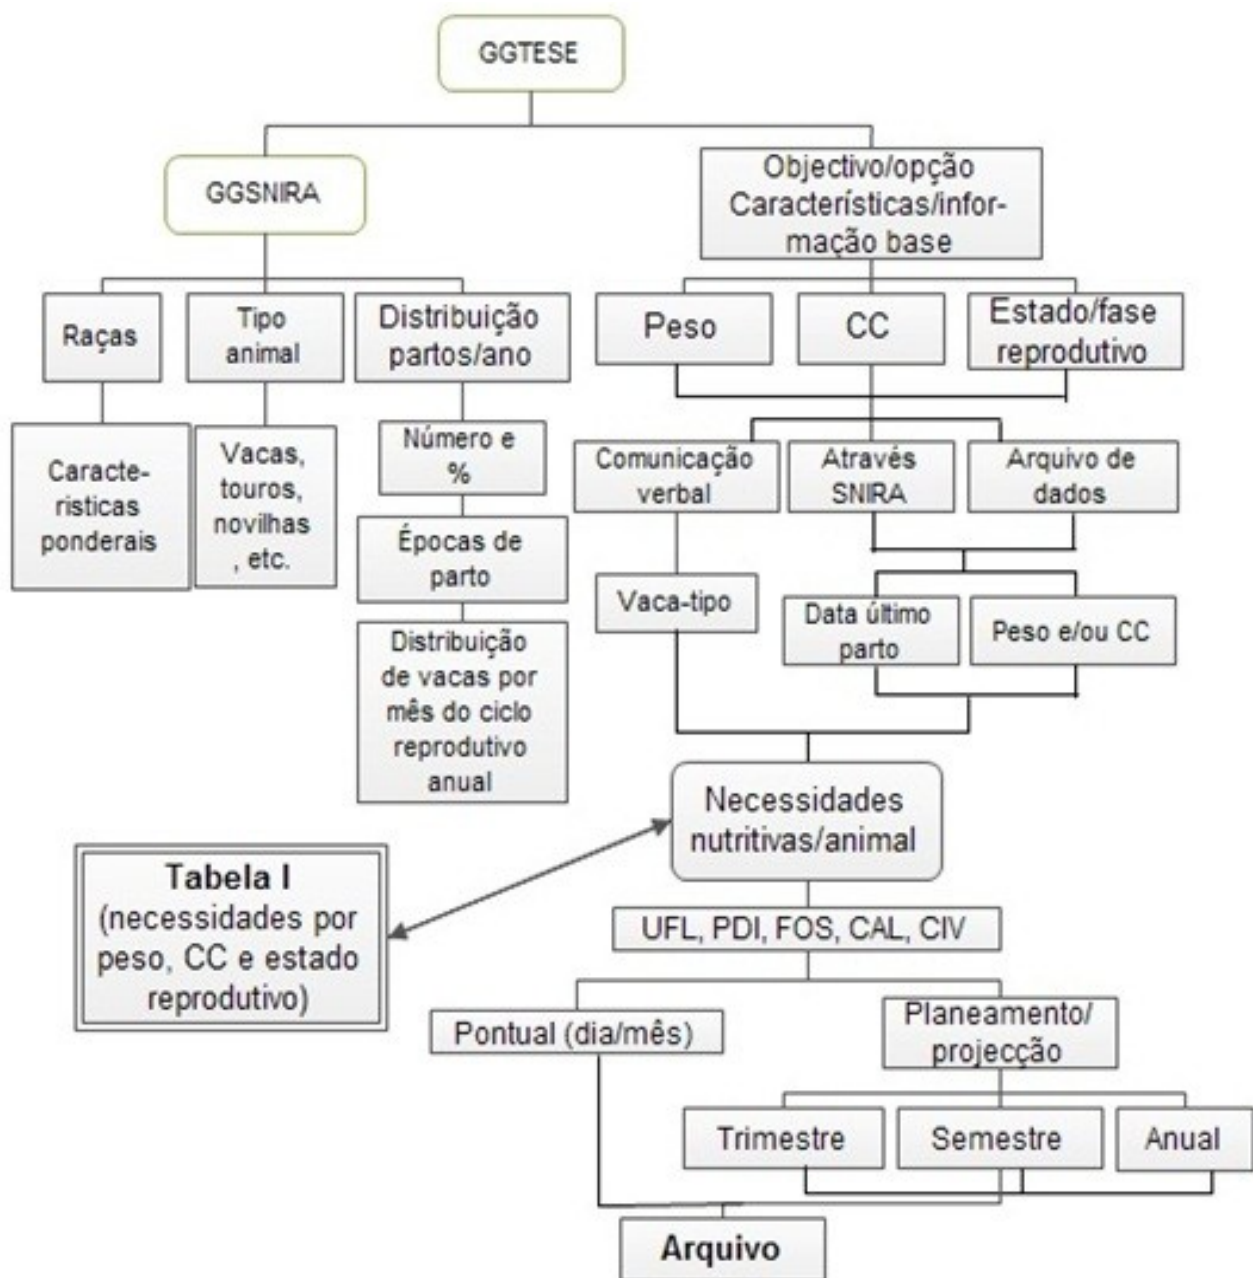 GGTESE
GGSNIRA
Objectivo/opção
Características/infor-
mação base
Raças
Tipo
animal
Distribuição
partos/ano
Peso
CC
Estado/fase
reprodutivo
Caracte-
risticas
ponderais
Vacas,
touros,
novilhas
, etc.
Número e
%
Épocas de
parto
Distribuição
de vacas por
mês do ciclo
reprodutivo
anual
Comunicação
verbal
Através
SNIRA
Arquivo de
dados
Vaca-tipo
Data último
parto
Peso e/ou CC
Necessidades
nutritivas/animal
Tabela I
(necessidades por
peso, CC e estado
reprodutivo)
UFL, PDI, FOS, CAL, CIV
Pontual (dia/mês)
Planeamento/
projecção
Trimestre
Semestre
Anual
Arquivo